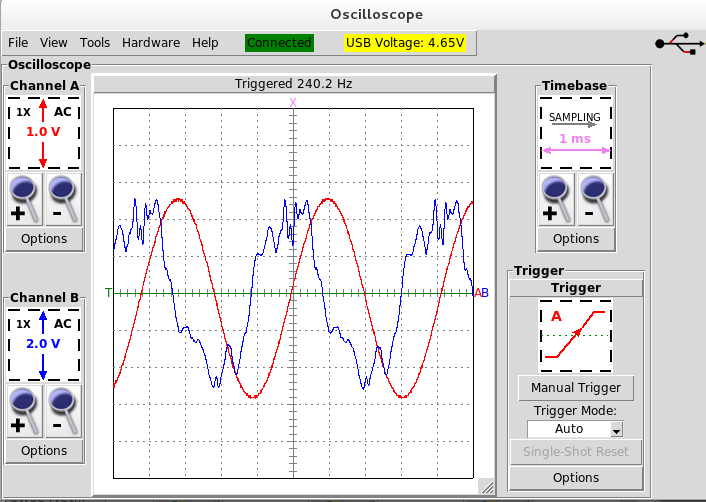 Oscilloscope
File View Tools Hardware Help Connected USB Voltage: 4.65V
Oscilloscope
Channel A
1X AC
1.0 V
+ -
Options
Channel B
1X AC
2.0 V
+ -
Options
Triggered 240.2 Hz
X
T
A
B
Timebase
SAMPLING
1 ms
+ -
Options
Trigger
Trigger
A
Manual Trigger
Trigger Mode:
Auto
Single-Shot Reset
Options